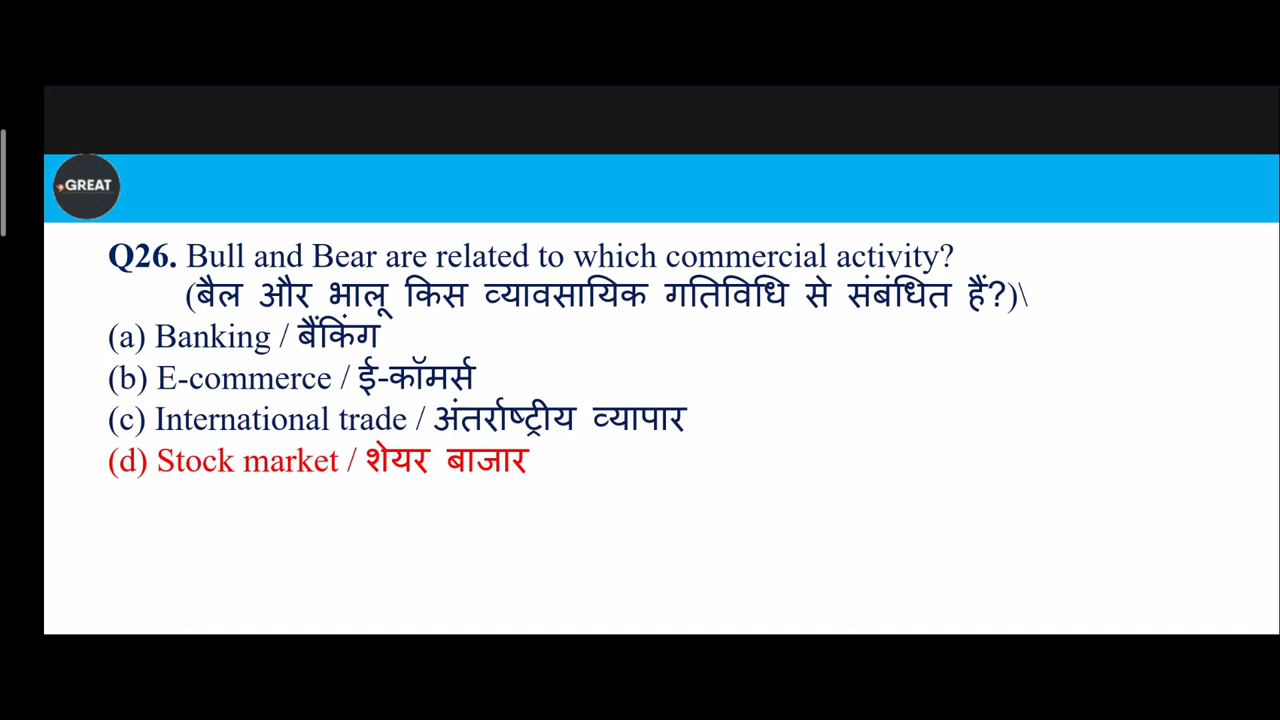 GREAT
Q26. Bull and Bear are related to which commercial activity?
(बैल और भालू किस व्यावसायिक गतिविधि से संबंधित हैं?)\
(a) Banking / बैंकिंग
(b) E-commerce / ई-कॉमर्स
(c) International trade / अंतर्राष्ट्रीय व्यापार
(d) Stock market / शेयर बाजार